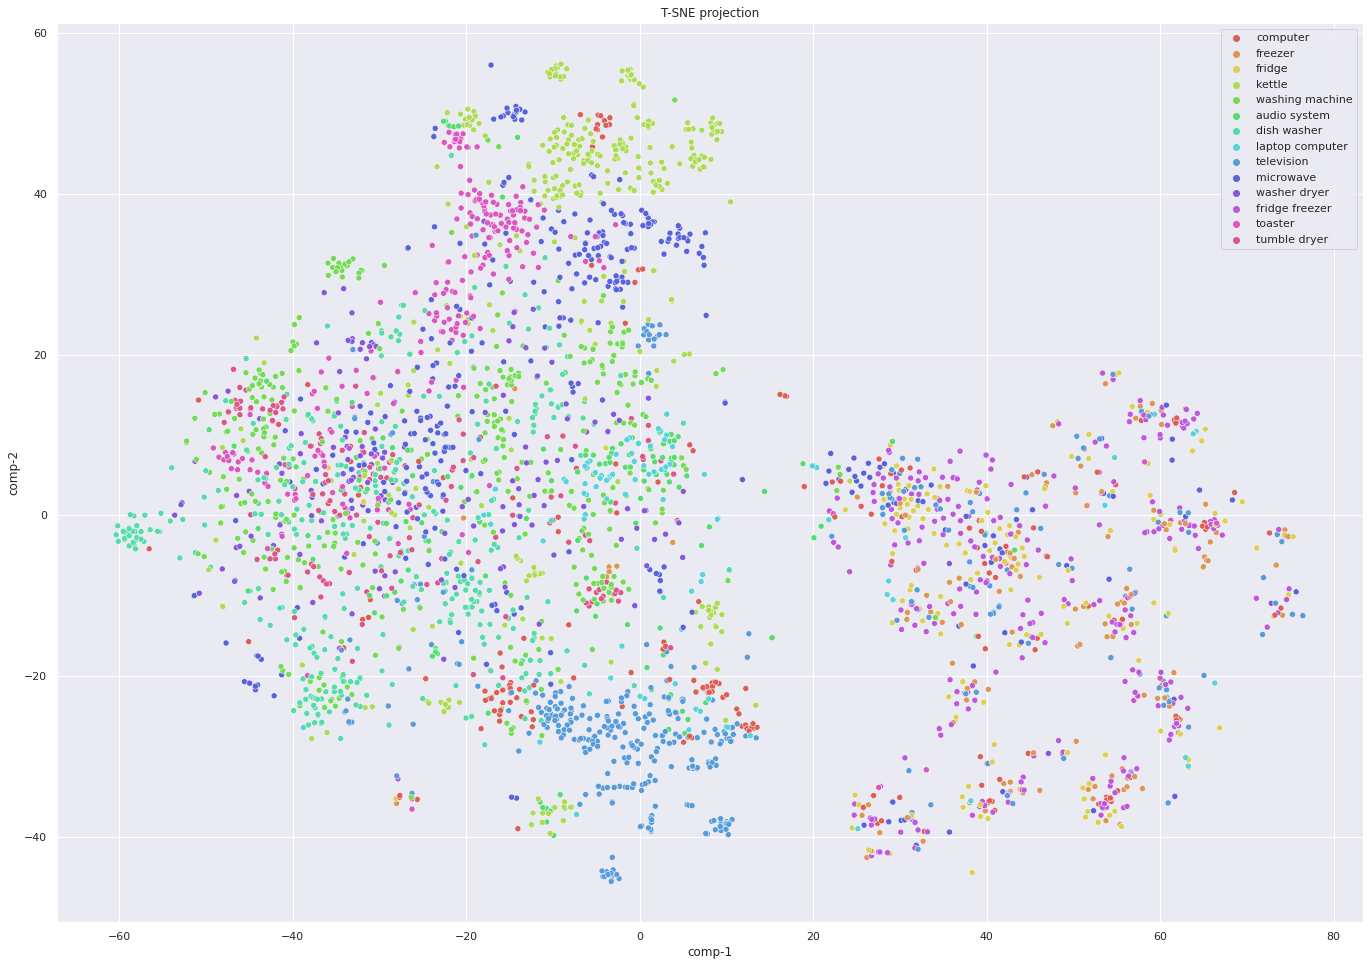 T-SNE projection
60
40
20
0
−20
−40
comp-2
computer
freezer
fridge
kettle
washing machine
audio system
dish washer
laptop computer
television
microwave
washer dryer
fridge freezer
toaster
tumble dryer
−60
−40
−20
0
20
40
60
80
comp-1